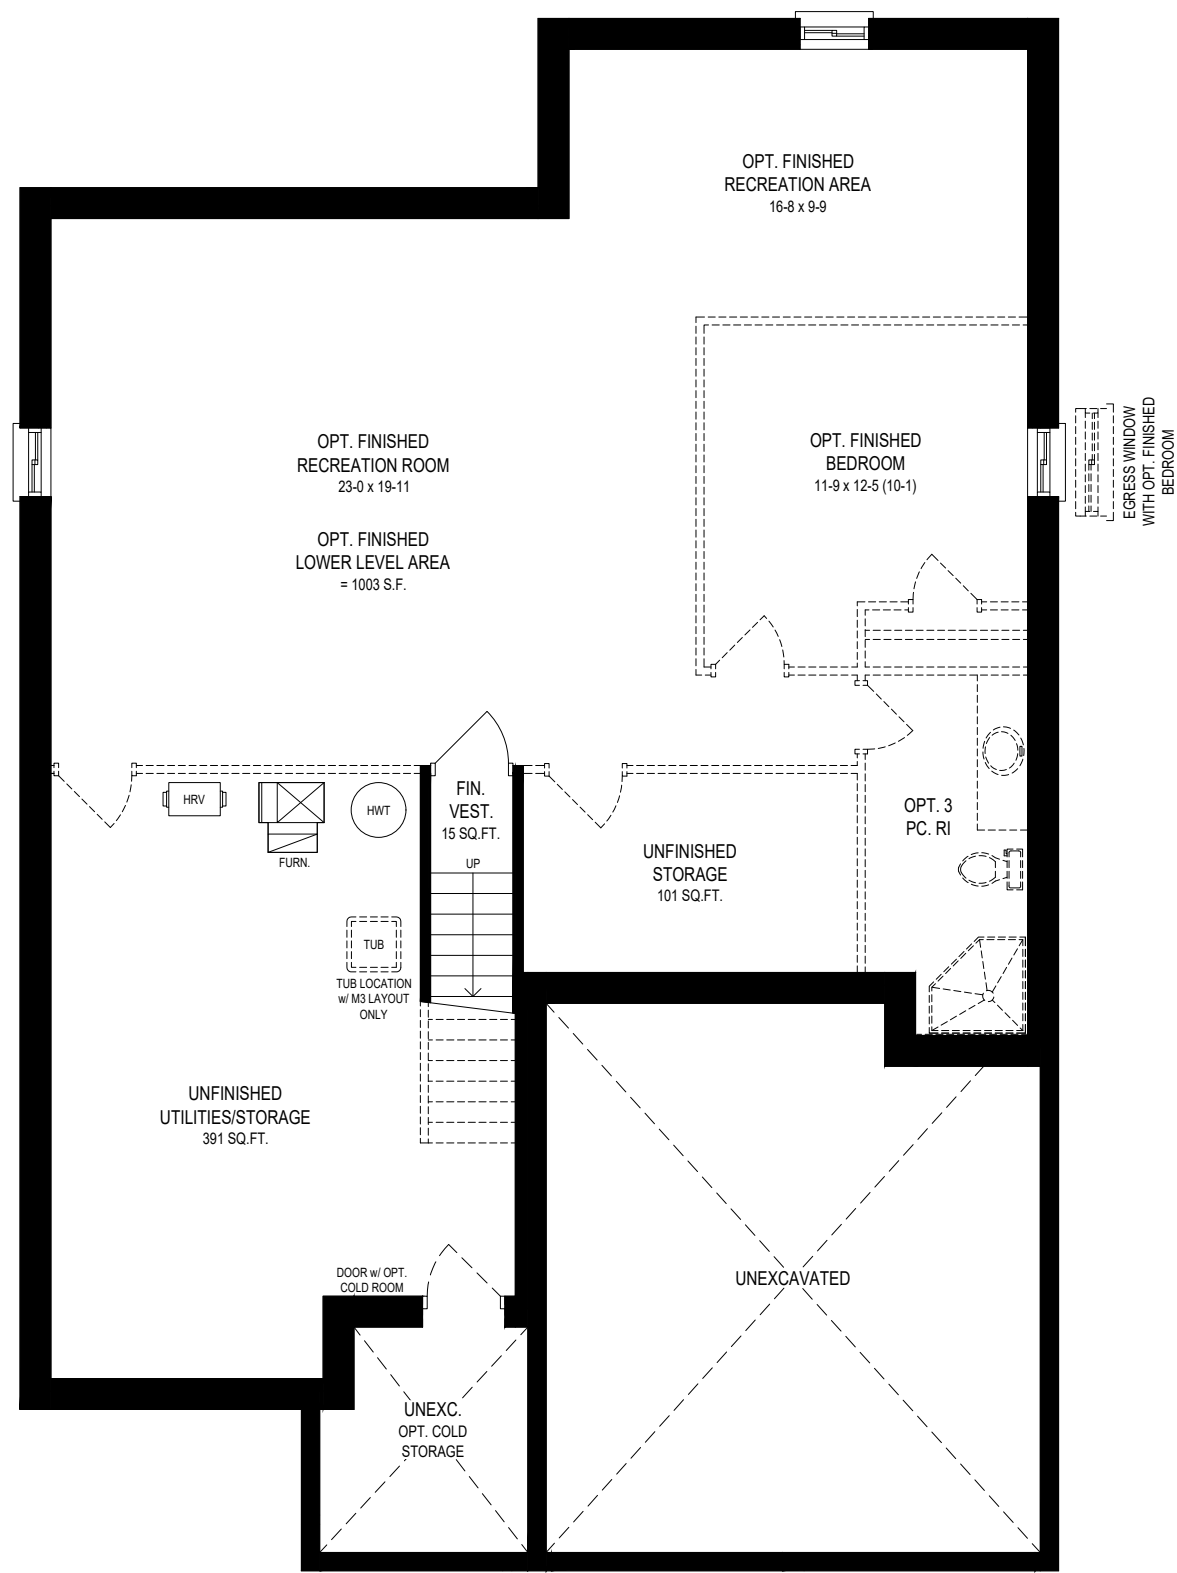 OPT. FINISHED
RECREATION AREA
16-8 x 9-9
OPT. FINISHED
RECREATION ROOM
23-0 x 19-11
OPT. FINISHED
LOWER LEVEL AREA
= 1003 S.F.
OPT. FINISHED
BEDROOM
11-9 x 12-5 (10-1)
EGRESS WINDOW
WITH OPT. FINISHED
BEDROOM
HRV
FURN.
HWT
FIN.
VEST.
15 SQ.FT.
UP
UNFINISHED
STORAGE
101 SQ.FT.
OPT. 3
PC. RI
TUB
TUB LOCATION
w/ M3 LAYOUT
ONLY
UNFINISHED
UTILITIES/STORAGE
391 SQ.FT.
DOOR w/ OPT.
COLD ROOM
UNEXCAVATED
UNEXC.
OPT. COLD
STORAGE